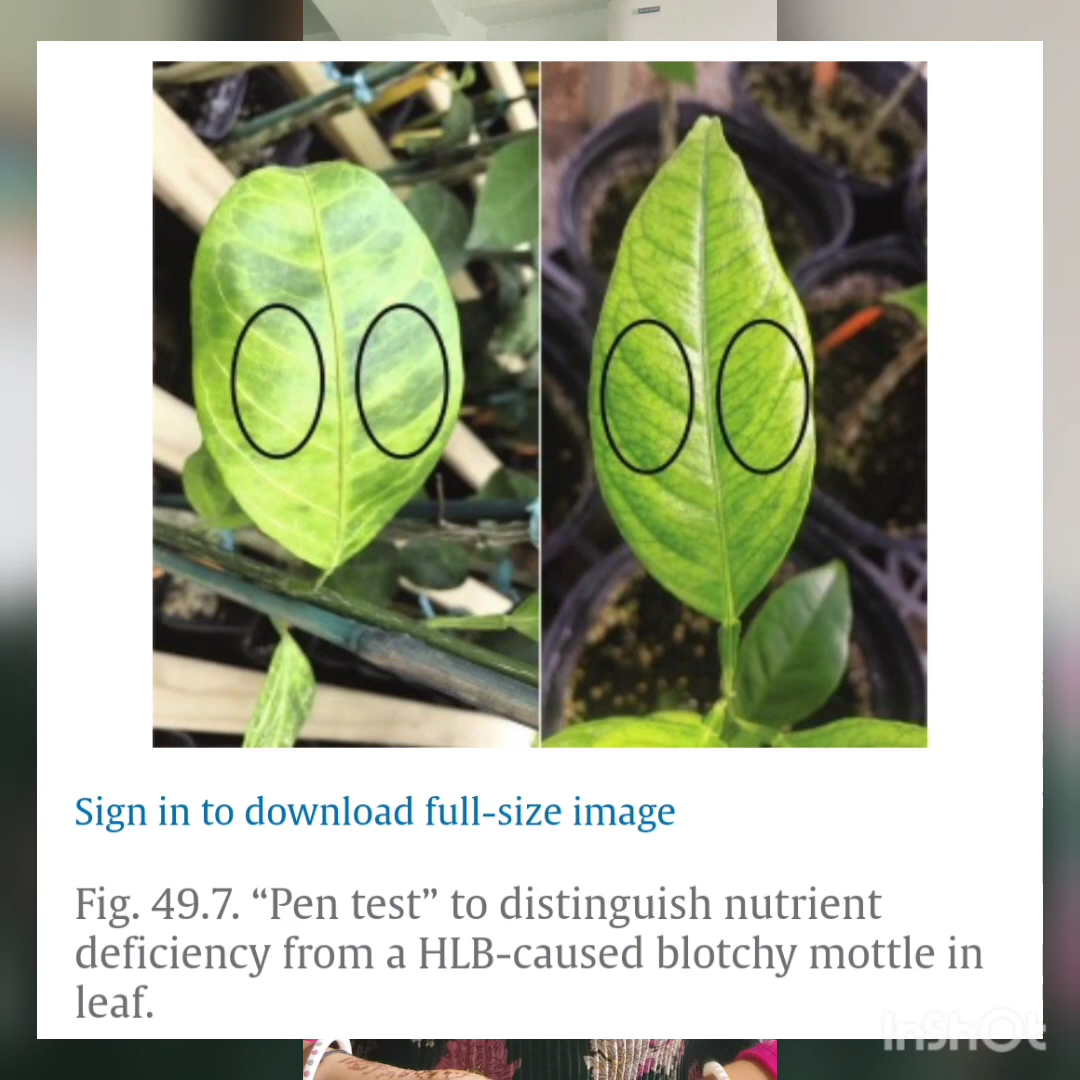 Sign in to download full-size image
Fig. 49.7. “Pen test” to distinguish nutrient
deficiency from a HLB-caused blotchy mottle in
leaf.
InShOt